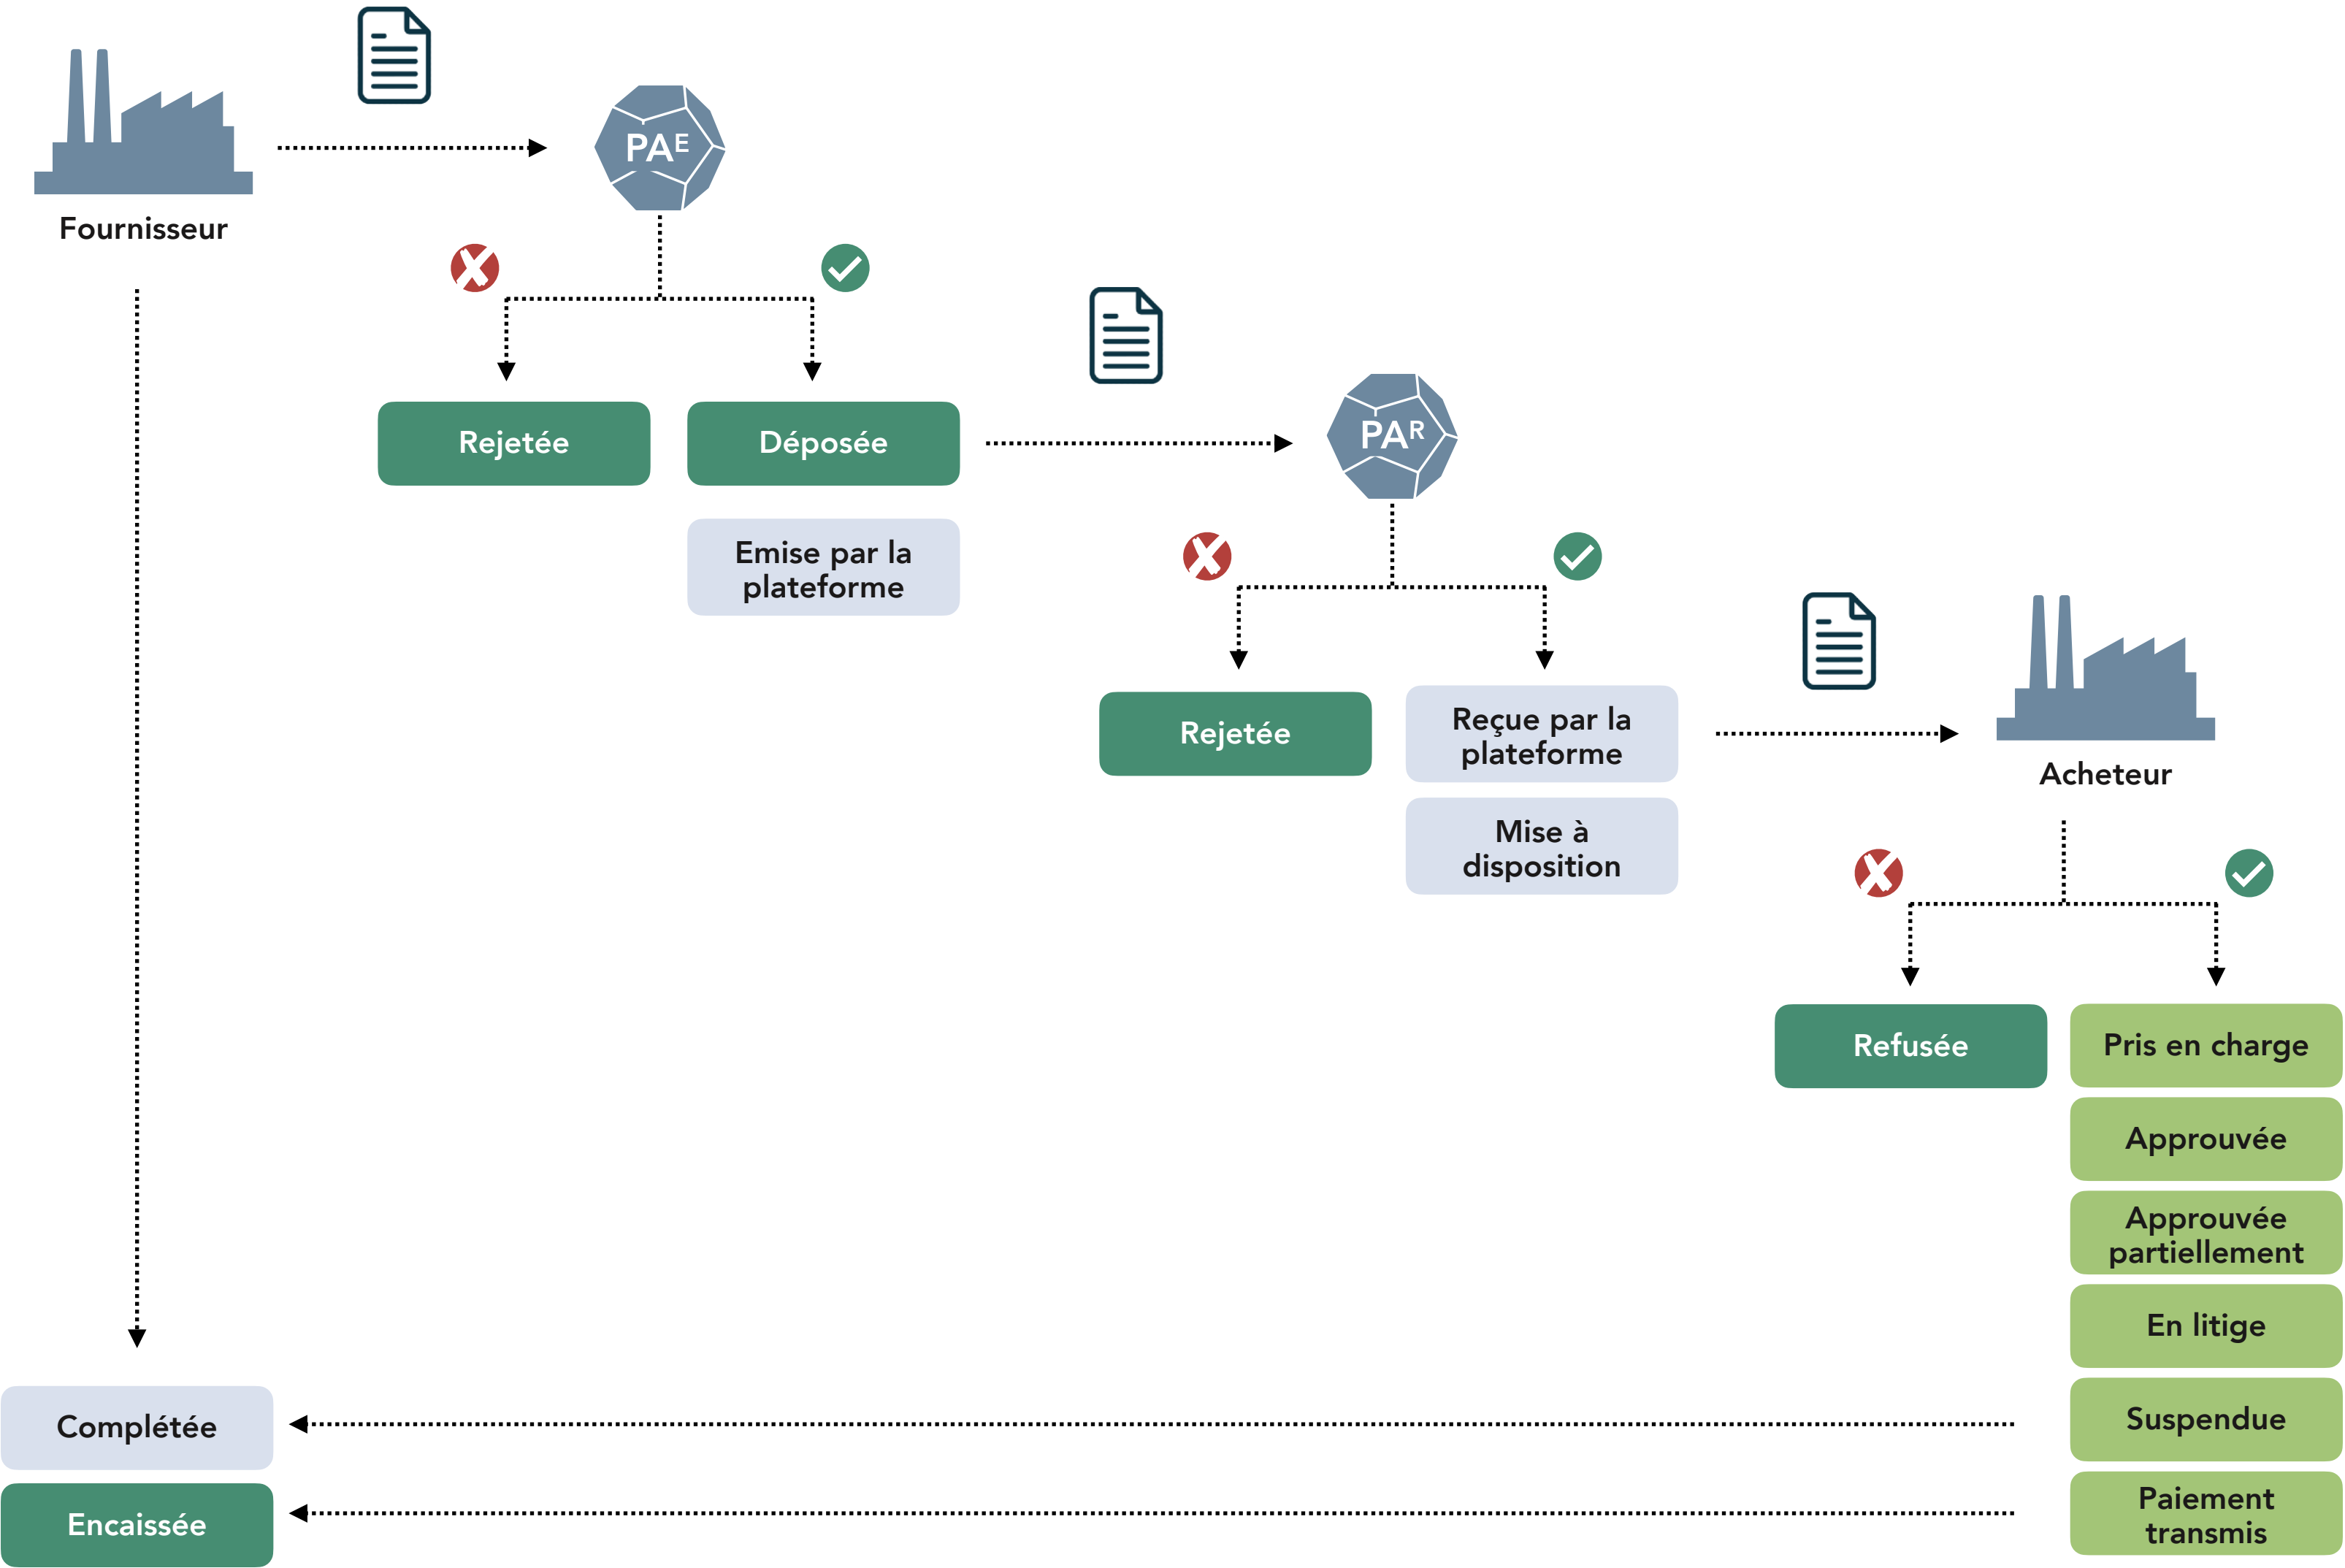 PAE
Fournisseur
Rejetée
Déposée
PAR
Emise par la
plateforme
Rejetée
Reçue par la
plateforme
Acheteur
Mise à
disposition
Refusée
Pris en charge
Approuvée
Approuvée
partiellement
En litige
Complétée
Suspendue
Encaissée
Paiement
transmis